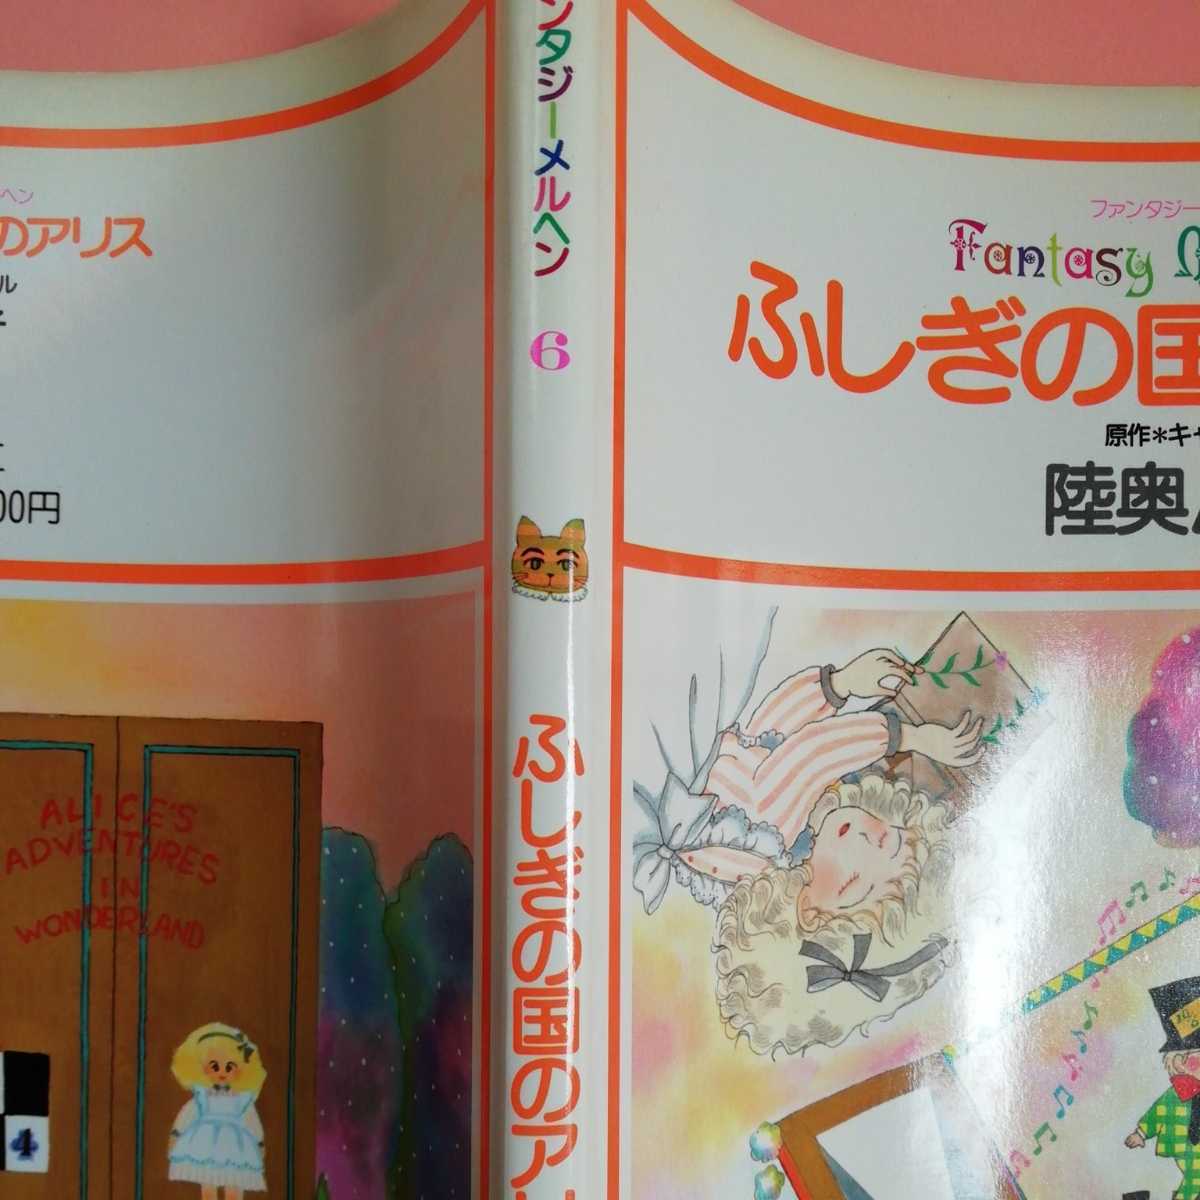 ヘン
のアリス
ル
00円
ALICE'S
ADVENTURES
IN
WONDERLAND
4
ンタジーメルヘン
6
ふしぎの国のア
ファンタジー
Fantasy
ふしぎの国
原作*キャ
陸奥
10/6